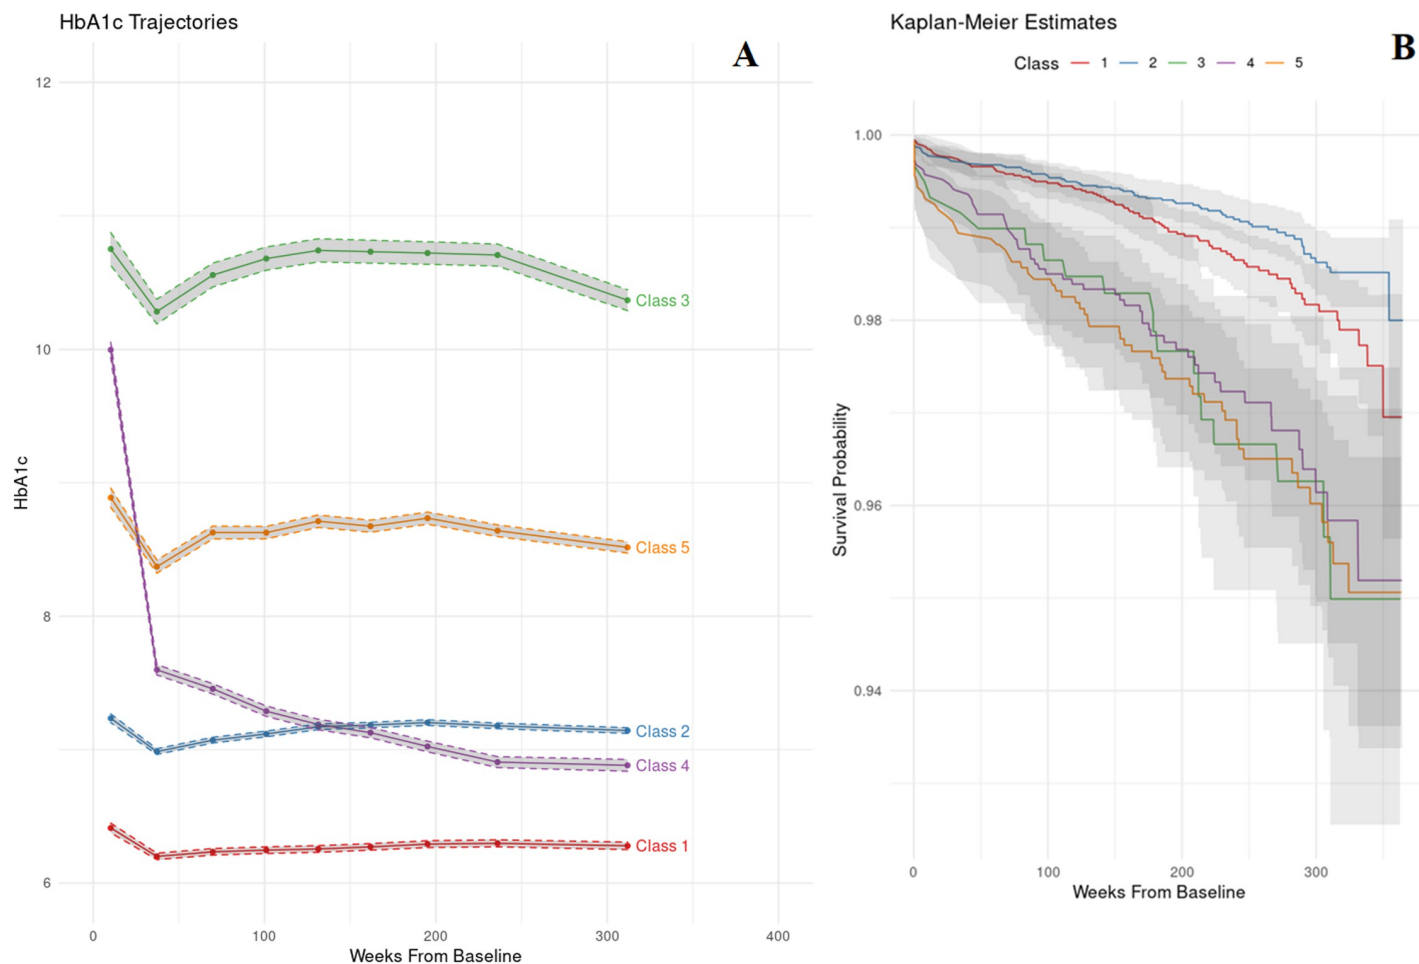 HbA1c Trajectories
A
12
10
8
6
HbA1c
Class 3
Class 5
Class 2
Class 4
Class 1
0 100 200 300 400
Weeks From Baseline
Kaplan-Meier Estimates
B
Class 1 2 3 4 5
1.00
0.98
0.96
0.94
Survival Probability
0 100 200 300
Weeks From Baseline